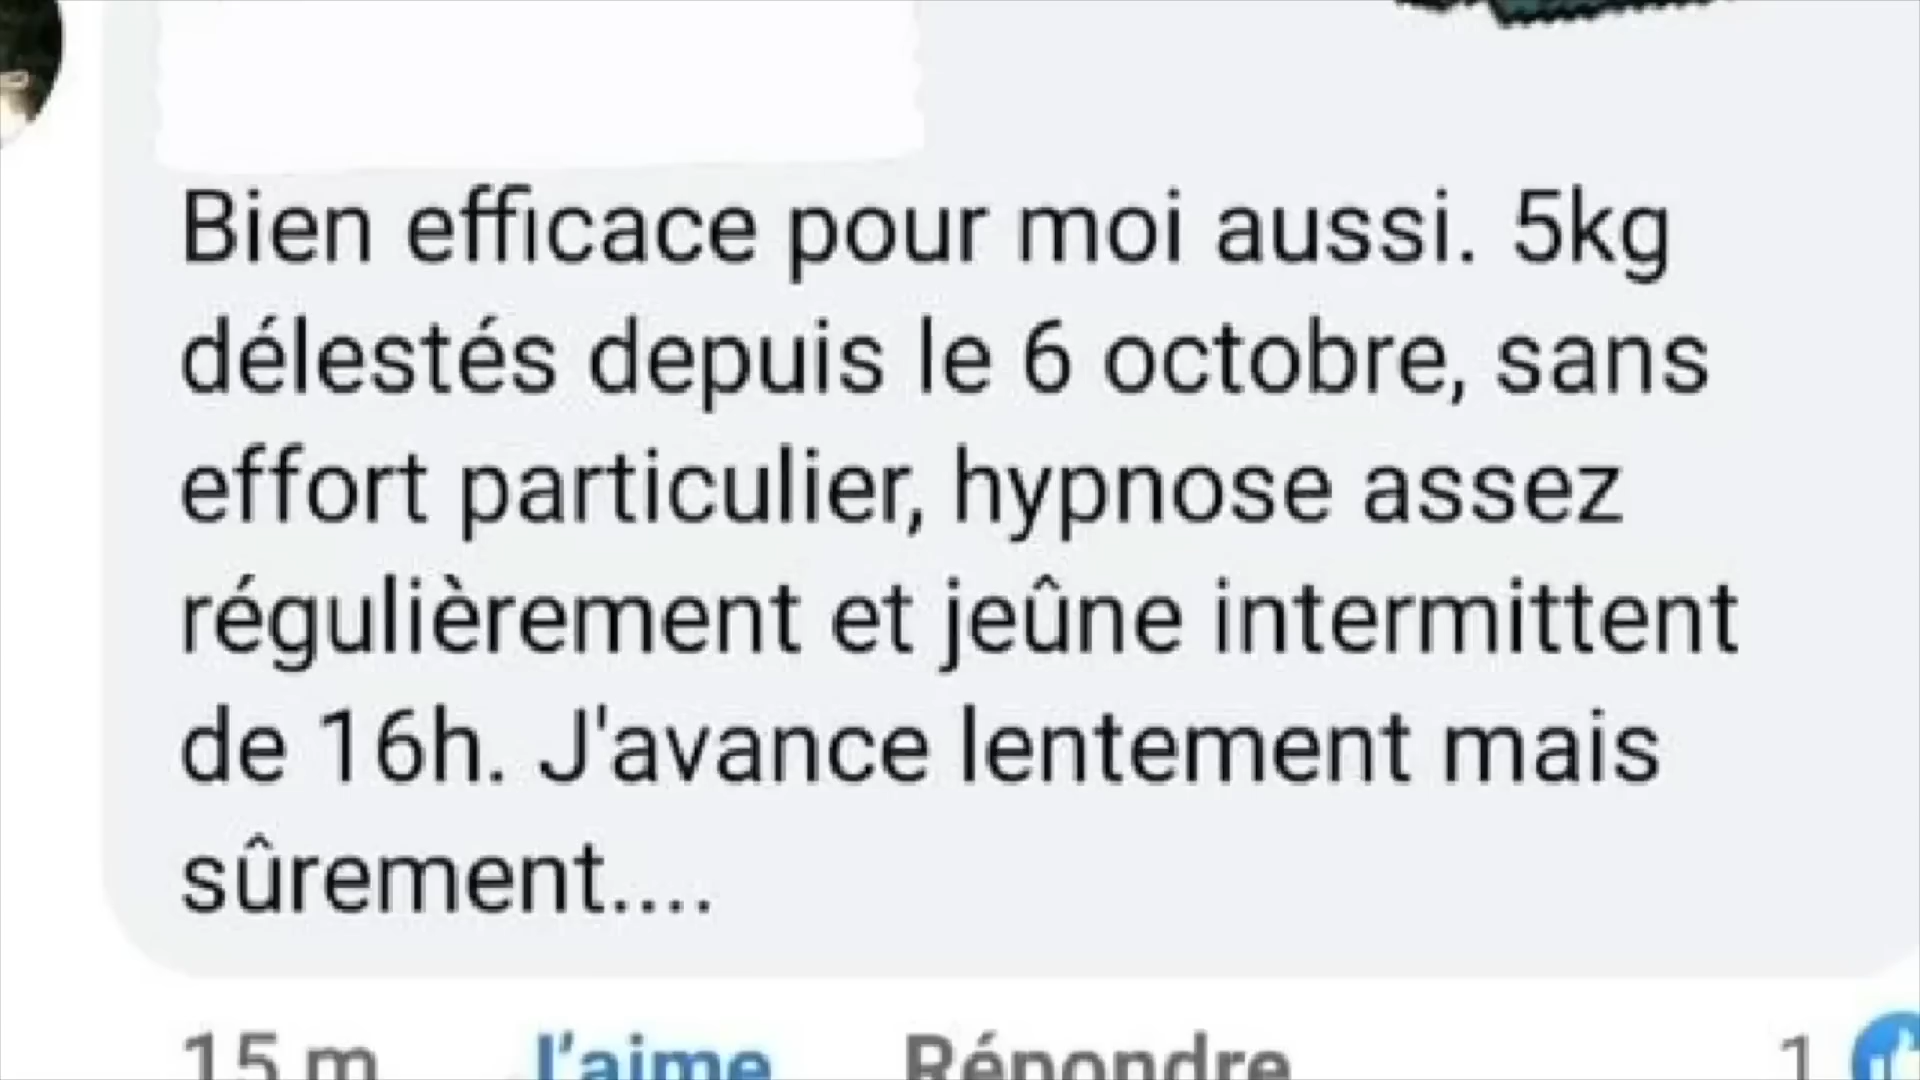 Bien efficace pour moi aussi. 5kg
délestés depuis le 6 octobre, sans
effort particulier, hypnose assez
régulièrement et jeûne intermittent
de 16h. J'avance lentement mais
sûrement....
15 m J'aime Répondre 1